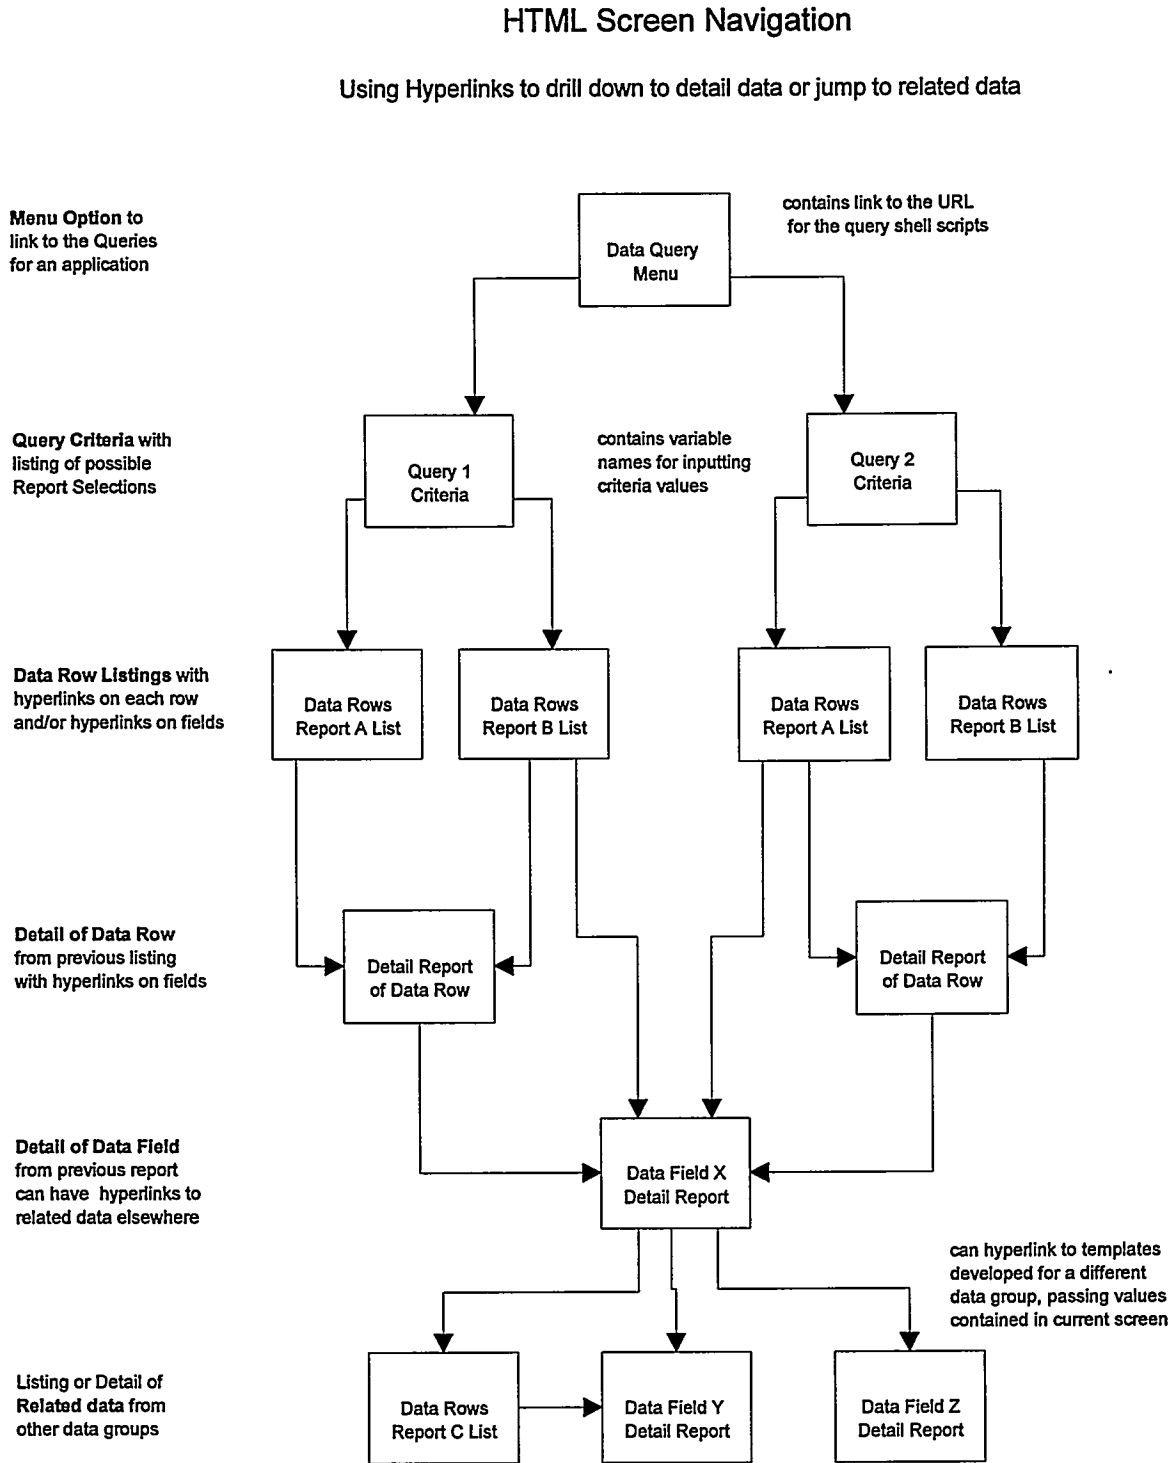 HTML Screen Navigation
Using Hyperlinks to drill down to detail data or jump to related data
Menu Option to
link to the Queries
for an application
Data Query
Menu
contains link to the URL
for the query shell scripts
Query Criteria with
listing of possible
Report Selections
Query 1
Criteria
contains variable
names for inputting
criteria values
Query 2
Criteria
Data Row Listings with
hyperlinks on each row
and/or hyperlinks on fields
Data Rows
Report A List
Data Rows
Report B List
Data Rows
Report A List
Data Rows
Report B List
Detail of Data Row
from previous listing
with hyperlinks on fields
Detail Report
of Data Row
Detail Report
of Data Row
Detail of Data Field
from previous report
can have hyperlinks to
related data elsewhere
Data Field X
Detail Report
can hyperlink to templates
developed for a different
data group, passing values
contained in current screen
Listing or Detail of
Related data from
other data groups
Data Rows
Report C List
Data Field Y
Detail Report
Data Field Z
Detail Report